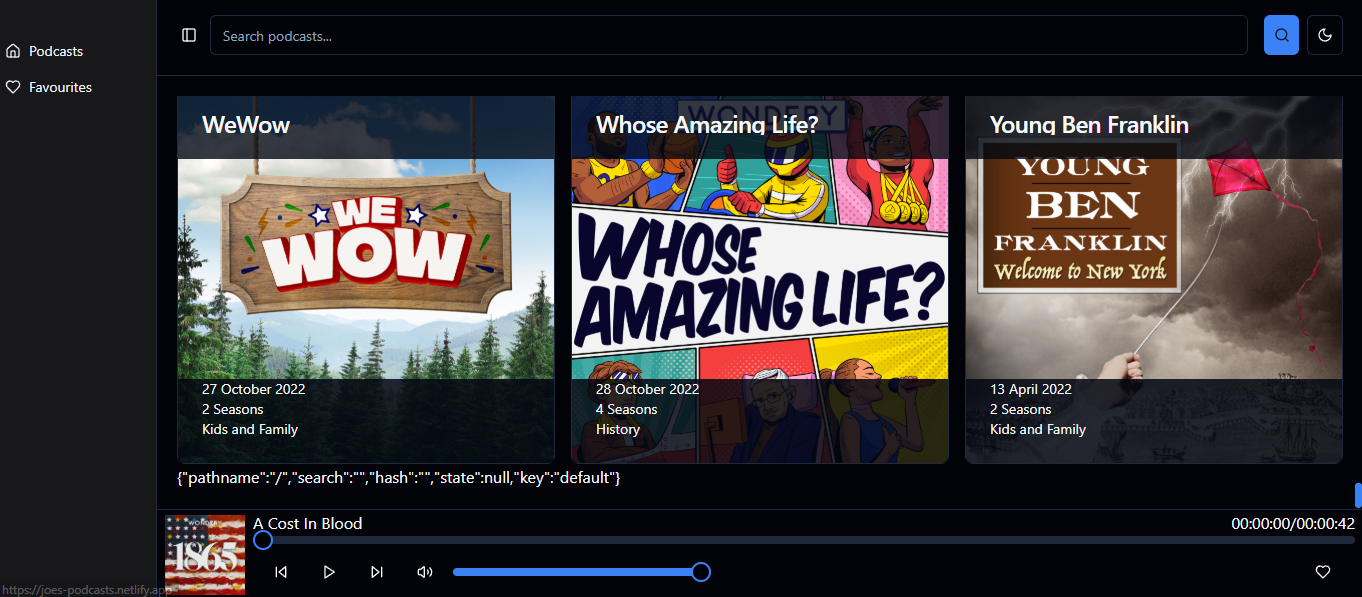 Podcasts
Favourites
Search podcasts...
WeWow
WE
WOW
27 October 2022
2 Seasons
Kids and Family
Whose Amazing Life?
WONDERY
WHOSE
AMAZING LIFE?
28 October 2022
4 Seasons
History
Young Ben Franklin
YOUNG
BEN
FRANKLIN
Welcome to New York
13 April 2022
2 Seasons
Kids and Family
{"pathname":"/","search":"","hash":"","state":null,"key":"default"}
WONDERY
1865
A Cost In Blood
00:00:00/00:00:42
https://joes-podcasts.netlify.app